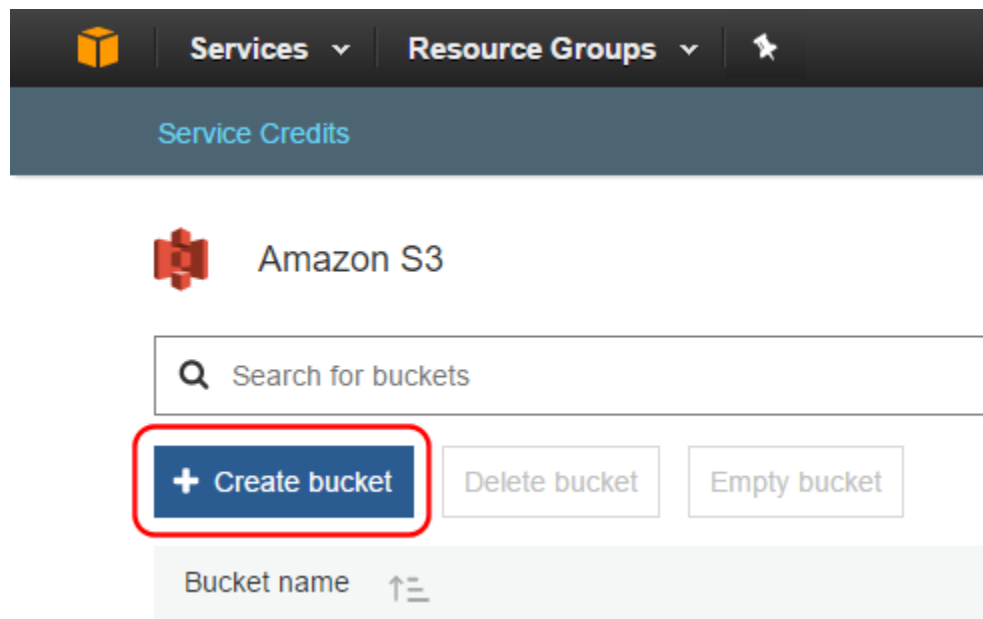 Services Resource Groups
Service Credits
Amazon S3
Search for buckets
+ Create bucket Delete bucket Empty bucket
Bucket name